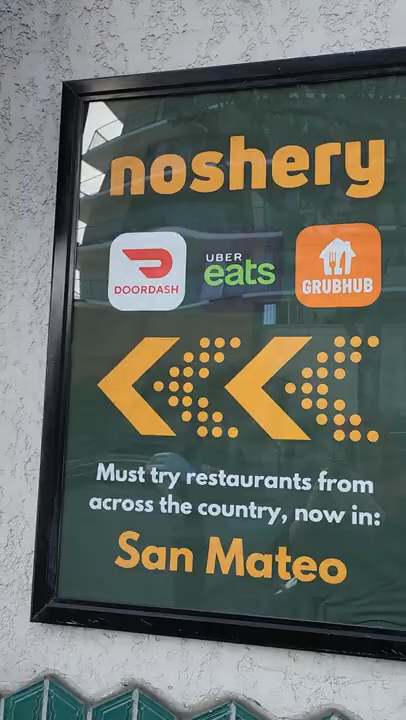 noshery
DOORDASH
UBER
eats
GRUBHUB
Must try restaurants from
across the country, now in:
San Mateo